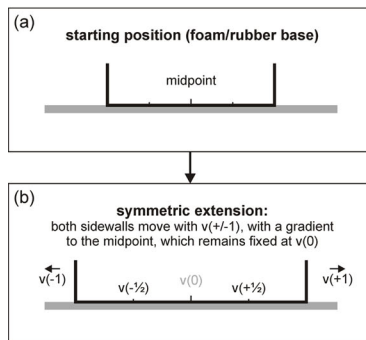 (a)
starting position (foam/rubber base)
midpoint
(b)
symmetric extension:
both sidewalls move with v(+/-1), with a gradient
to the midpoint, which remains fixed at v(0)
v(-1)
v(-½)
v(0)
v(+½)
v(+1)